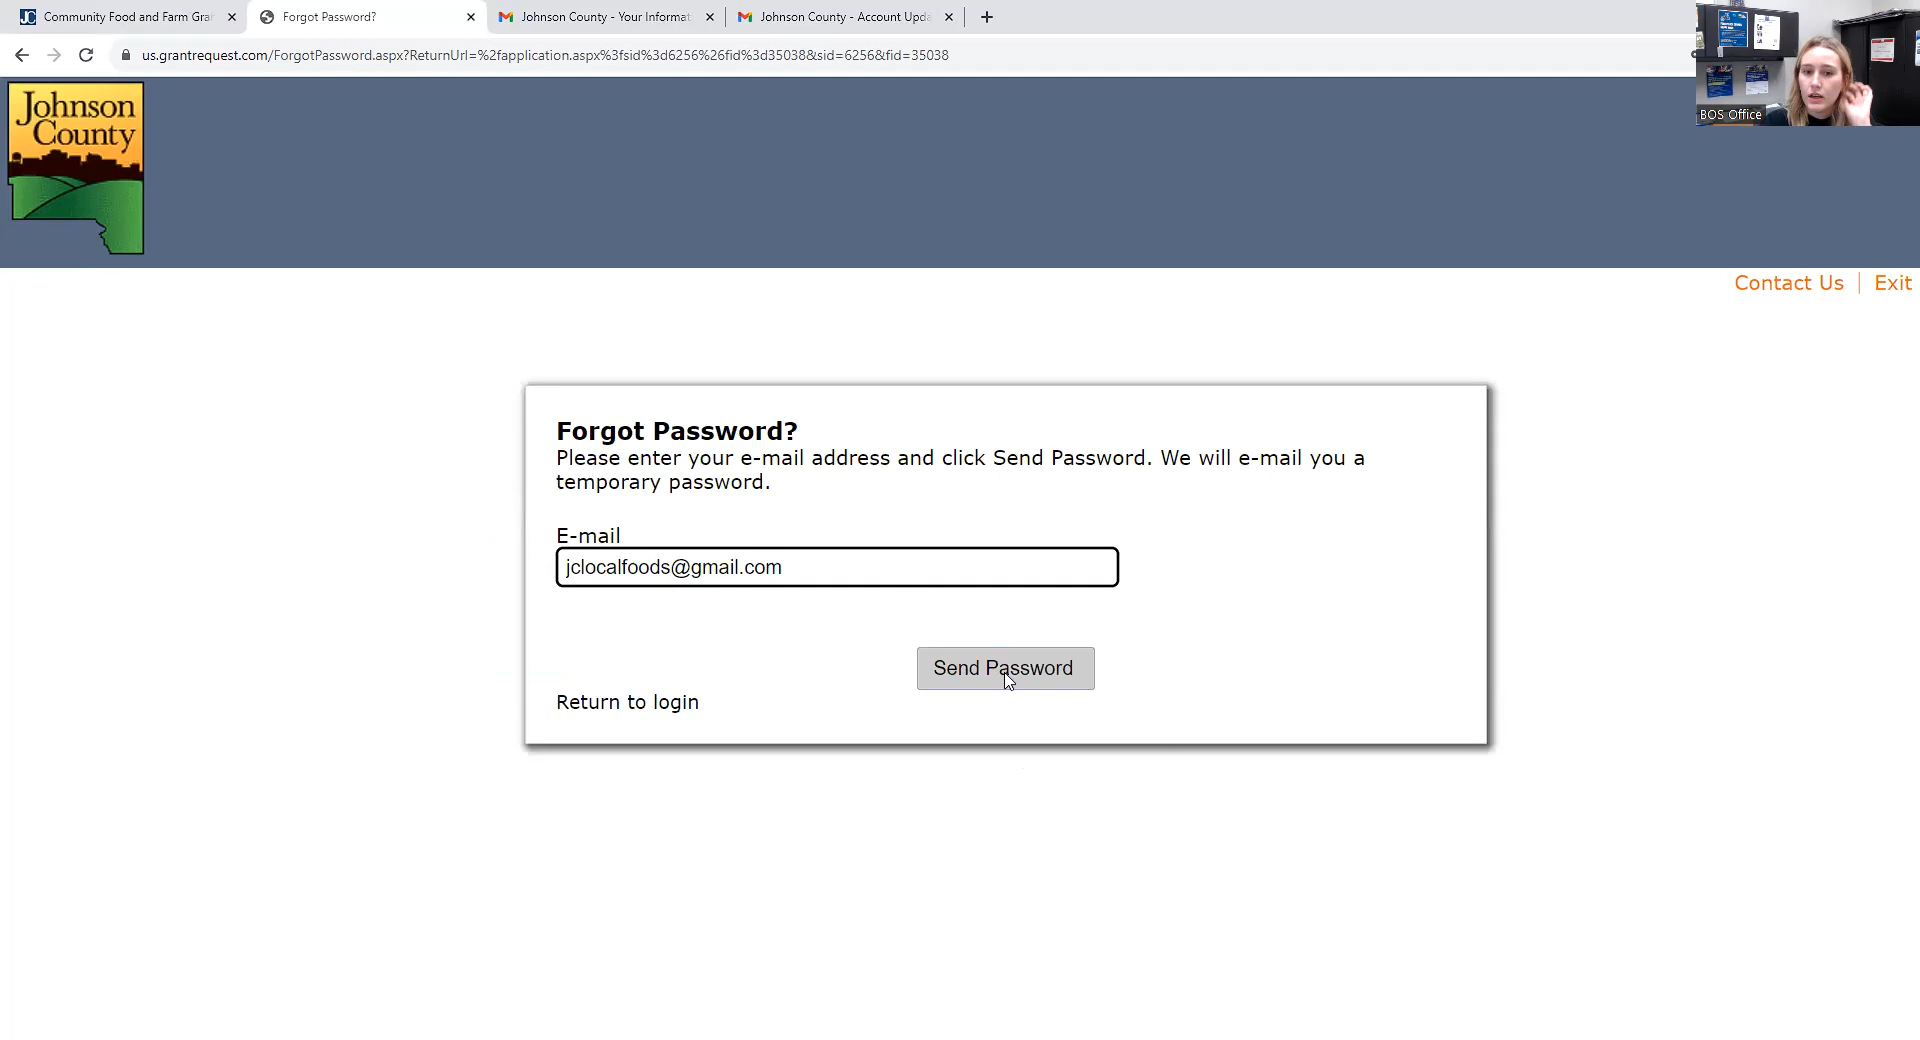 JC Community Food and Farm Gra
Forgot Password?
Johnson County - Your Informat
Johnson County - Account Upda
us.grantrequest.com/ForgotPassword.aspx?ReturnUrl=%2fapplication.aspx%3fsid%3d6256%26fid%3d35038&sid=6256&fid=35038
BOS Office
Johnson
County
Contact Us | Exit
Forgot Password?
Please enter your e-mail address and click Send Password. We will e-mail you a
temporary password.
E-mail
jclocalfoods@gmail.com
Send Password
Return to login